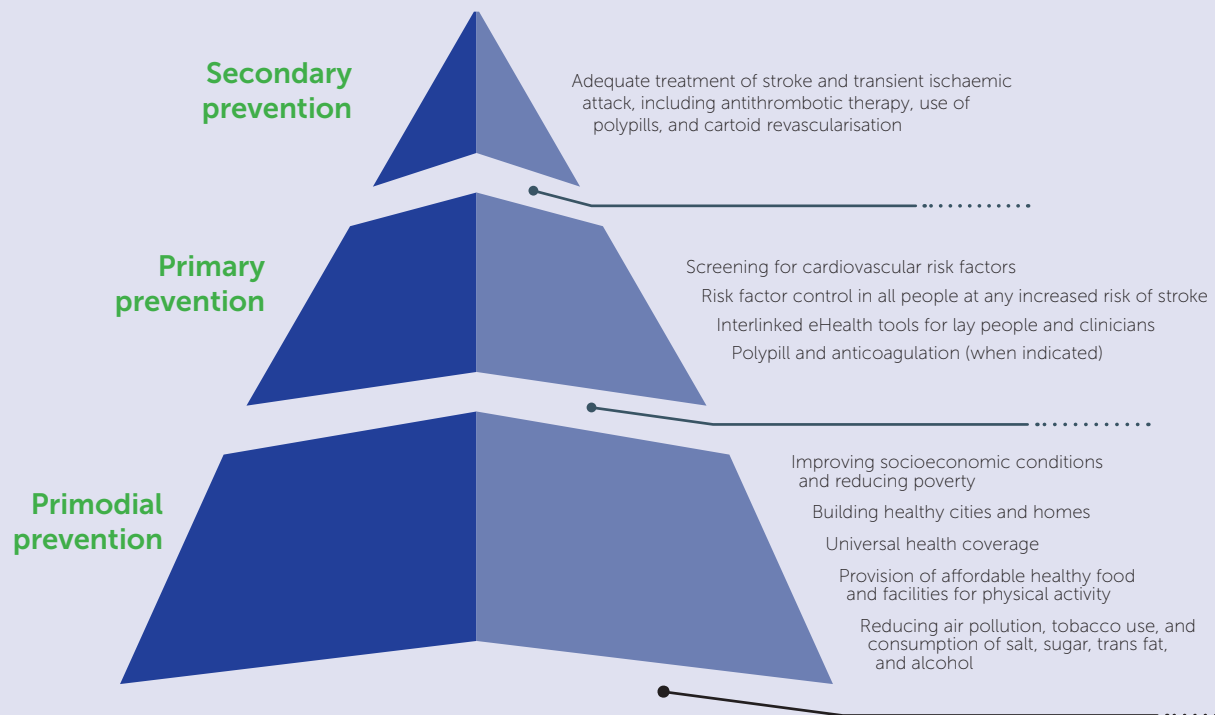 Secondary
prevention
Adequate treatment of stroke and transient ischaemic
attack, including antithrombotic therapy, use of
polypills, and cartoid revascularisation
Primary
prevention
Screening for cardiovascular risk factors
Risk factor control in all people at any increased risk of stroke
Interlinked eHealth tools for lay people and clinicians
Polypill and anticoagulation (when indicated)
Primodial
prevention
Improving socioeconomic conditions
and reducing poverty
Building healthy cities and homes
Universal health coverage
Provision of affordable healthy food
and facilities for physical activity
Reducing air pollution, tobacco use, and
consumption of salt, sugar, trans fat,
and alcohol